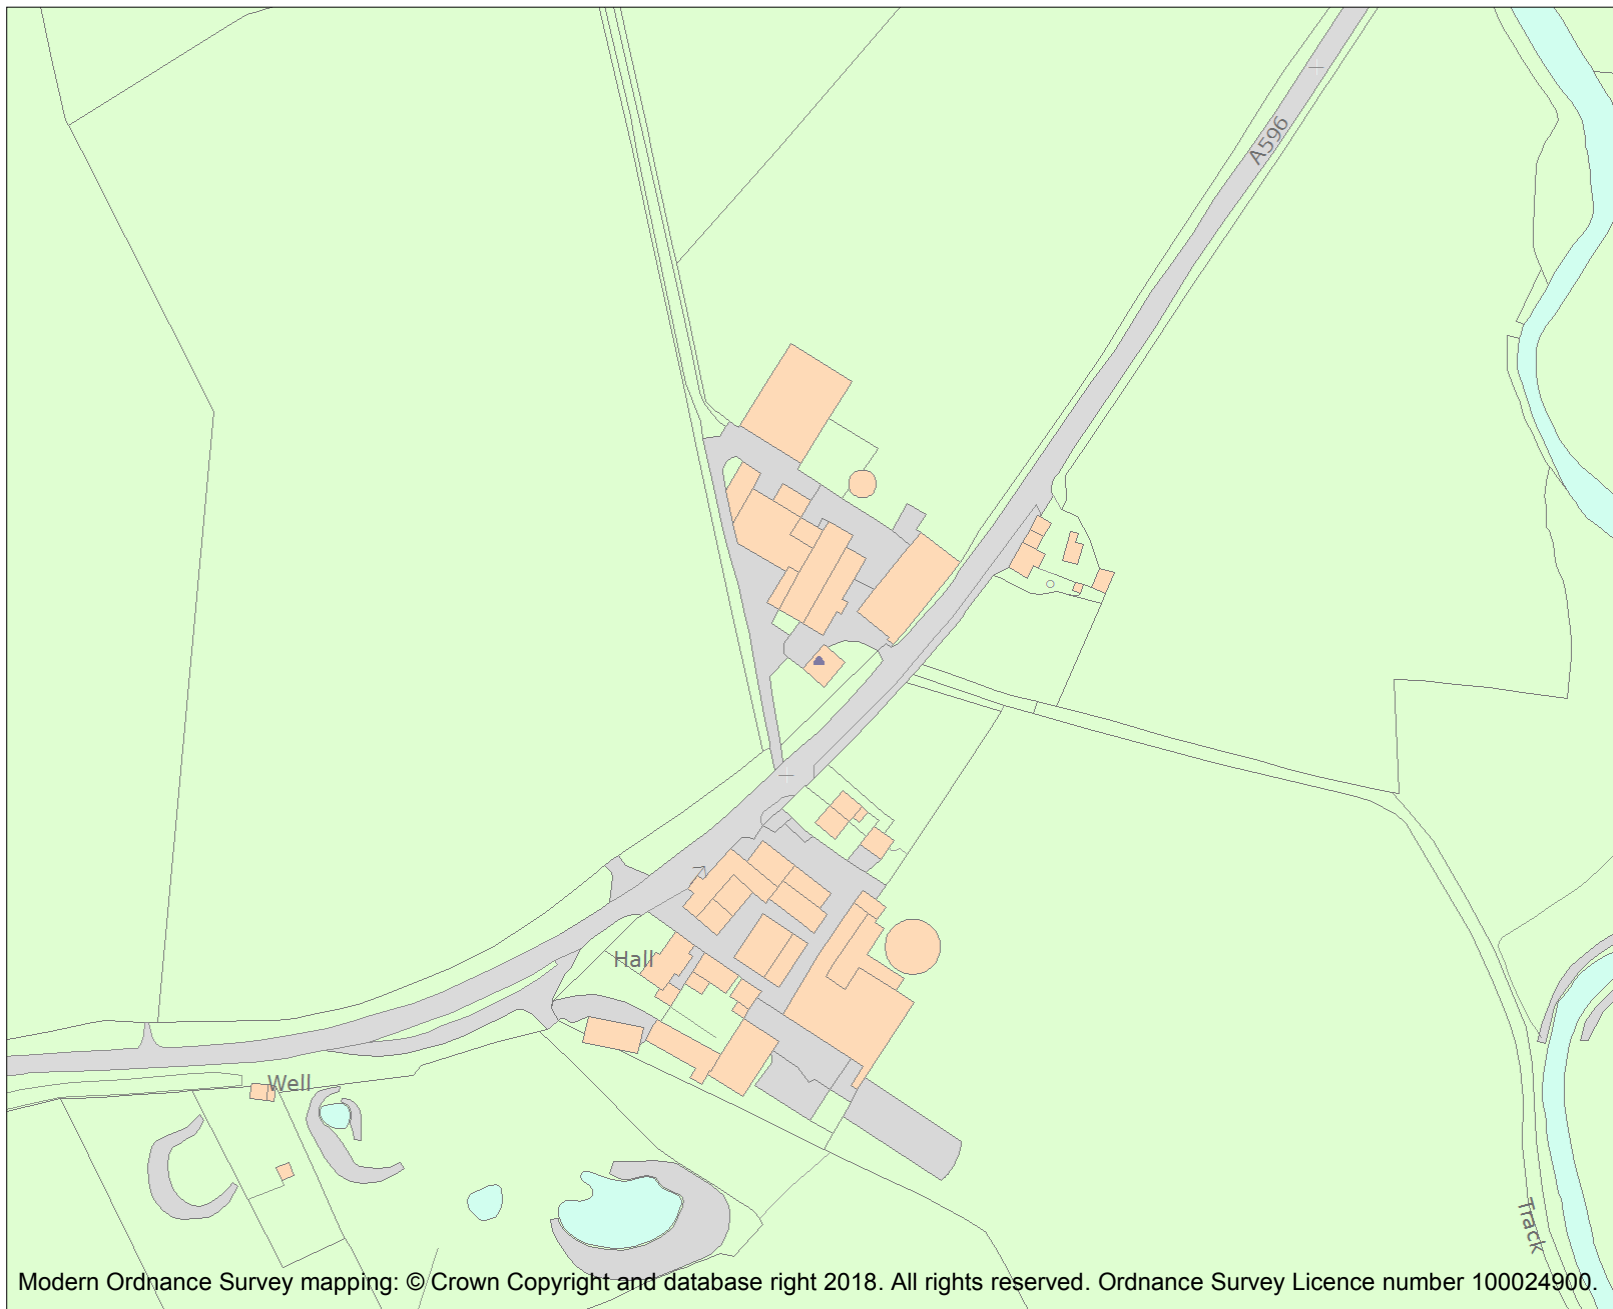 A596
Hall
Well
Track
Modern Ordnance Survey mapping: © Crown Copyright and database right 2018. All rights reserved. Ordnance Survey Licence number 100024900.